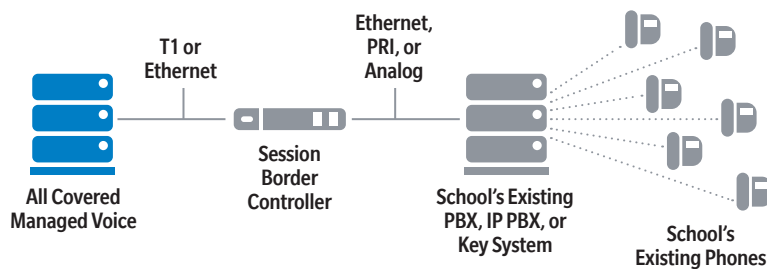 T1 or
Ethernet
Ethernet,
PRI, or
Analog
All Covered
Managed Voice
Session
Border
Controller
School's Existing
PBX, IP PBX, or
Key System
School's
Existing Phones